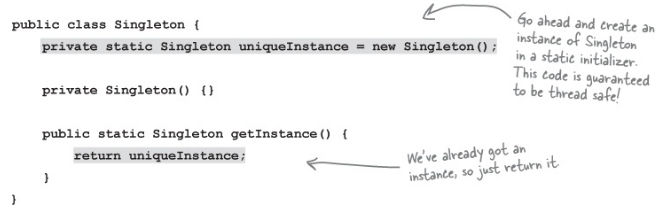 public class Singleton {
private static Singleton uniqueInstance = new Singleton();
private Singleton() {}
public static Singleton getInstance() {
return uniqueInstance;
}
}
Go ahead and create an
instance of Singleton
in a static initializer.
This code is guaranteed
to be thread safe!
We've already got an
instance, so just return it